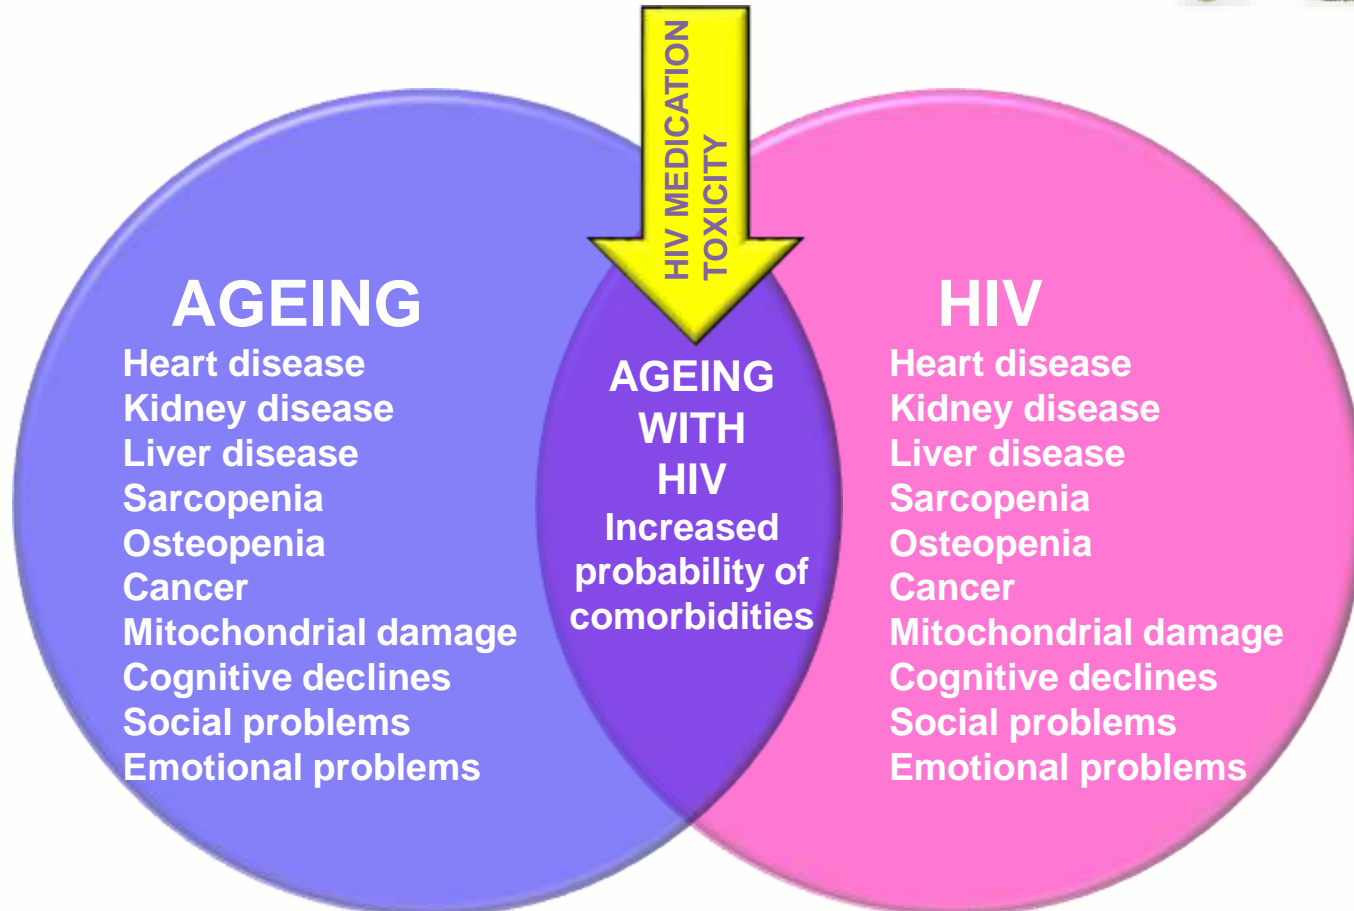 HIV MEDICATION
TOXICITY
AGEING
Heart disease
Kidney disease
Liver disease
Sarcopenia
Osteopenia
Cancer
Mitochondrial damage
Cognitive declines
Social problems
Emotional problems
AGEING
WITH
HIV
Increased
probability of
comorbidities
HIV
Heart disease
Kidney disease
Liver disease
Sarcopenia
Osteopenia
Cancer
Mitochondrial damage
Cognitive declines
Social problems
Emotional problems